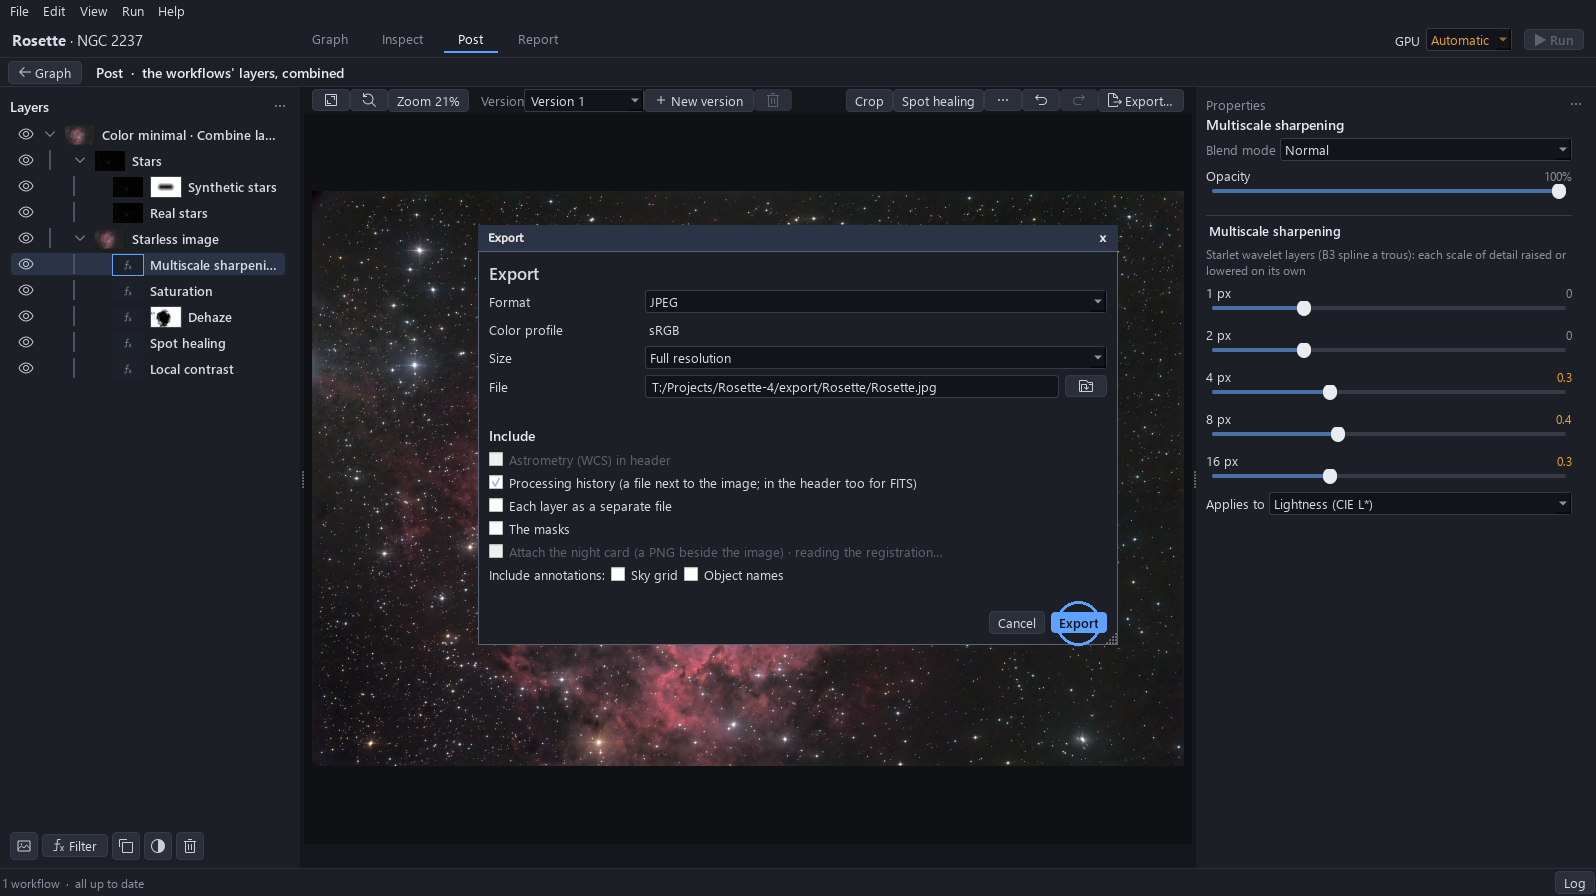 File Edit View Run Help
Rosette · NGC 2237
Graph Inspect Post Report
GPU Automatic Run
Graph
Post · the workflows' layers, combined
Layers
Zoom 21%
Version Version 1
New version
Crop
Spot healing
Export...
Color minimal · Combine la...
Stars
Synthetic stars
Real stars
Starless image
fx Multiscale sharpeni...
fx Saturation
fx Dehaze
fx Spot healing
fx Local contrast
Export x
Export
Format JPEG
Color profile sRGB
Size Full resolution
File T:/Projects/Rosette-4/export/Rosette/Rosette.jpg
Include
Astrometry (WCS) in header
Processing history (a file next to the image; in the header too for FITS)
Each layer as a separate file
The masks
Attach the night card (a PNG beside the image) · reading the registration...
Include annotations: Sky grid Object names
Cancel Export
Properties
Multiscale sharpening
Blend mode Normal
Opacity 100%
Multiscale sharpening
Starlet wavelet layers (B3 spline a trous): each scale of detail raised or
lowered on its own
1 px 0
2 px 0
4 px 0.3
8 px 0.4
16 px 0.3
Applies to Lightness (CIE L*)
fx Filter
1 workflow · all up to date
Log